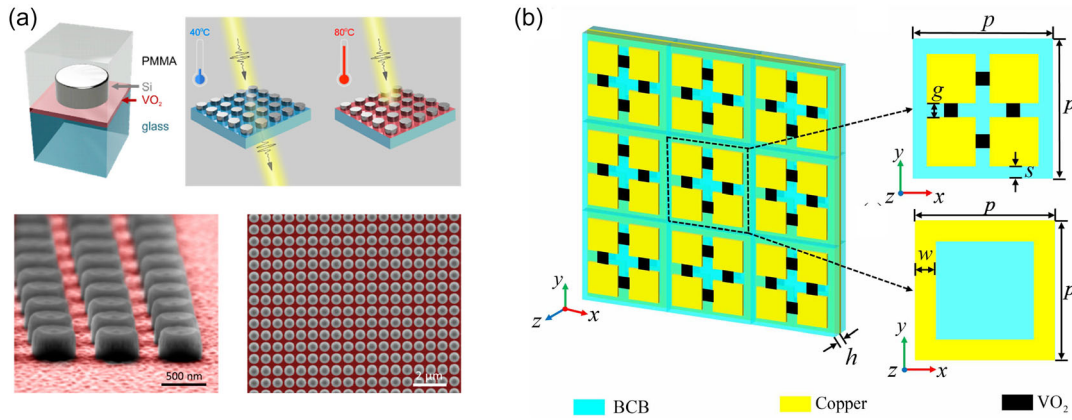 (a)
PMMA
Si
VO₂
glass
40°C
80°C
500 nm
2 μm
(b)
y
z
x
h
p
g
p
s
y
z
x
p
w
p
y
z
x
BCB
Copper
VO₂